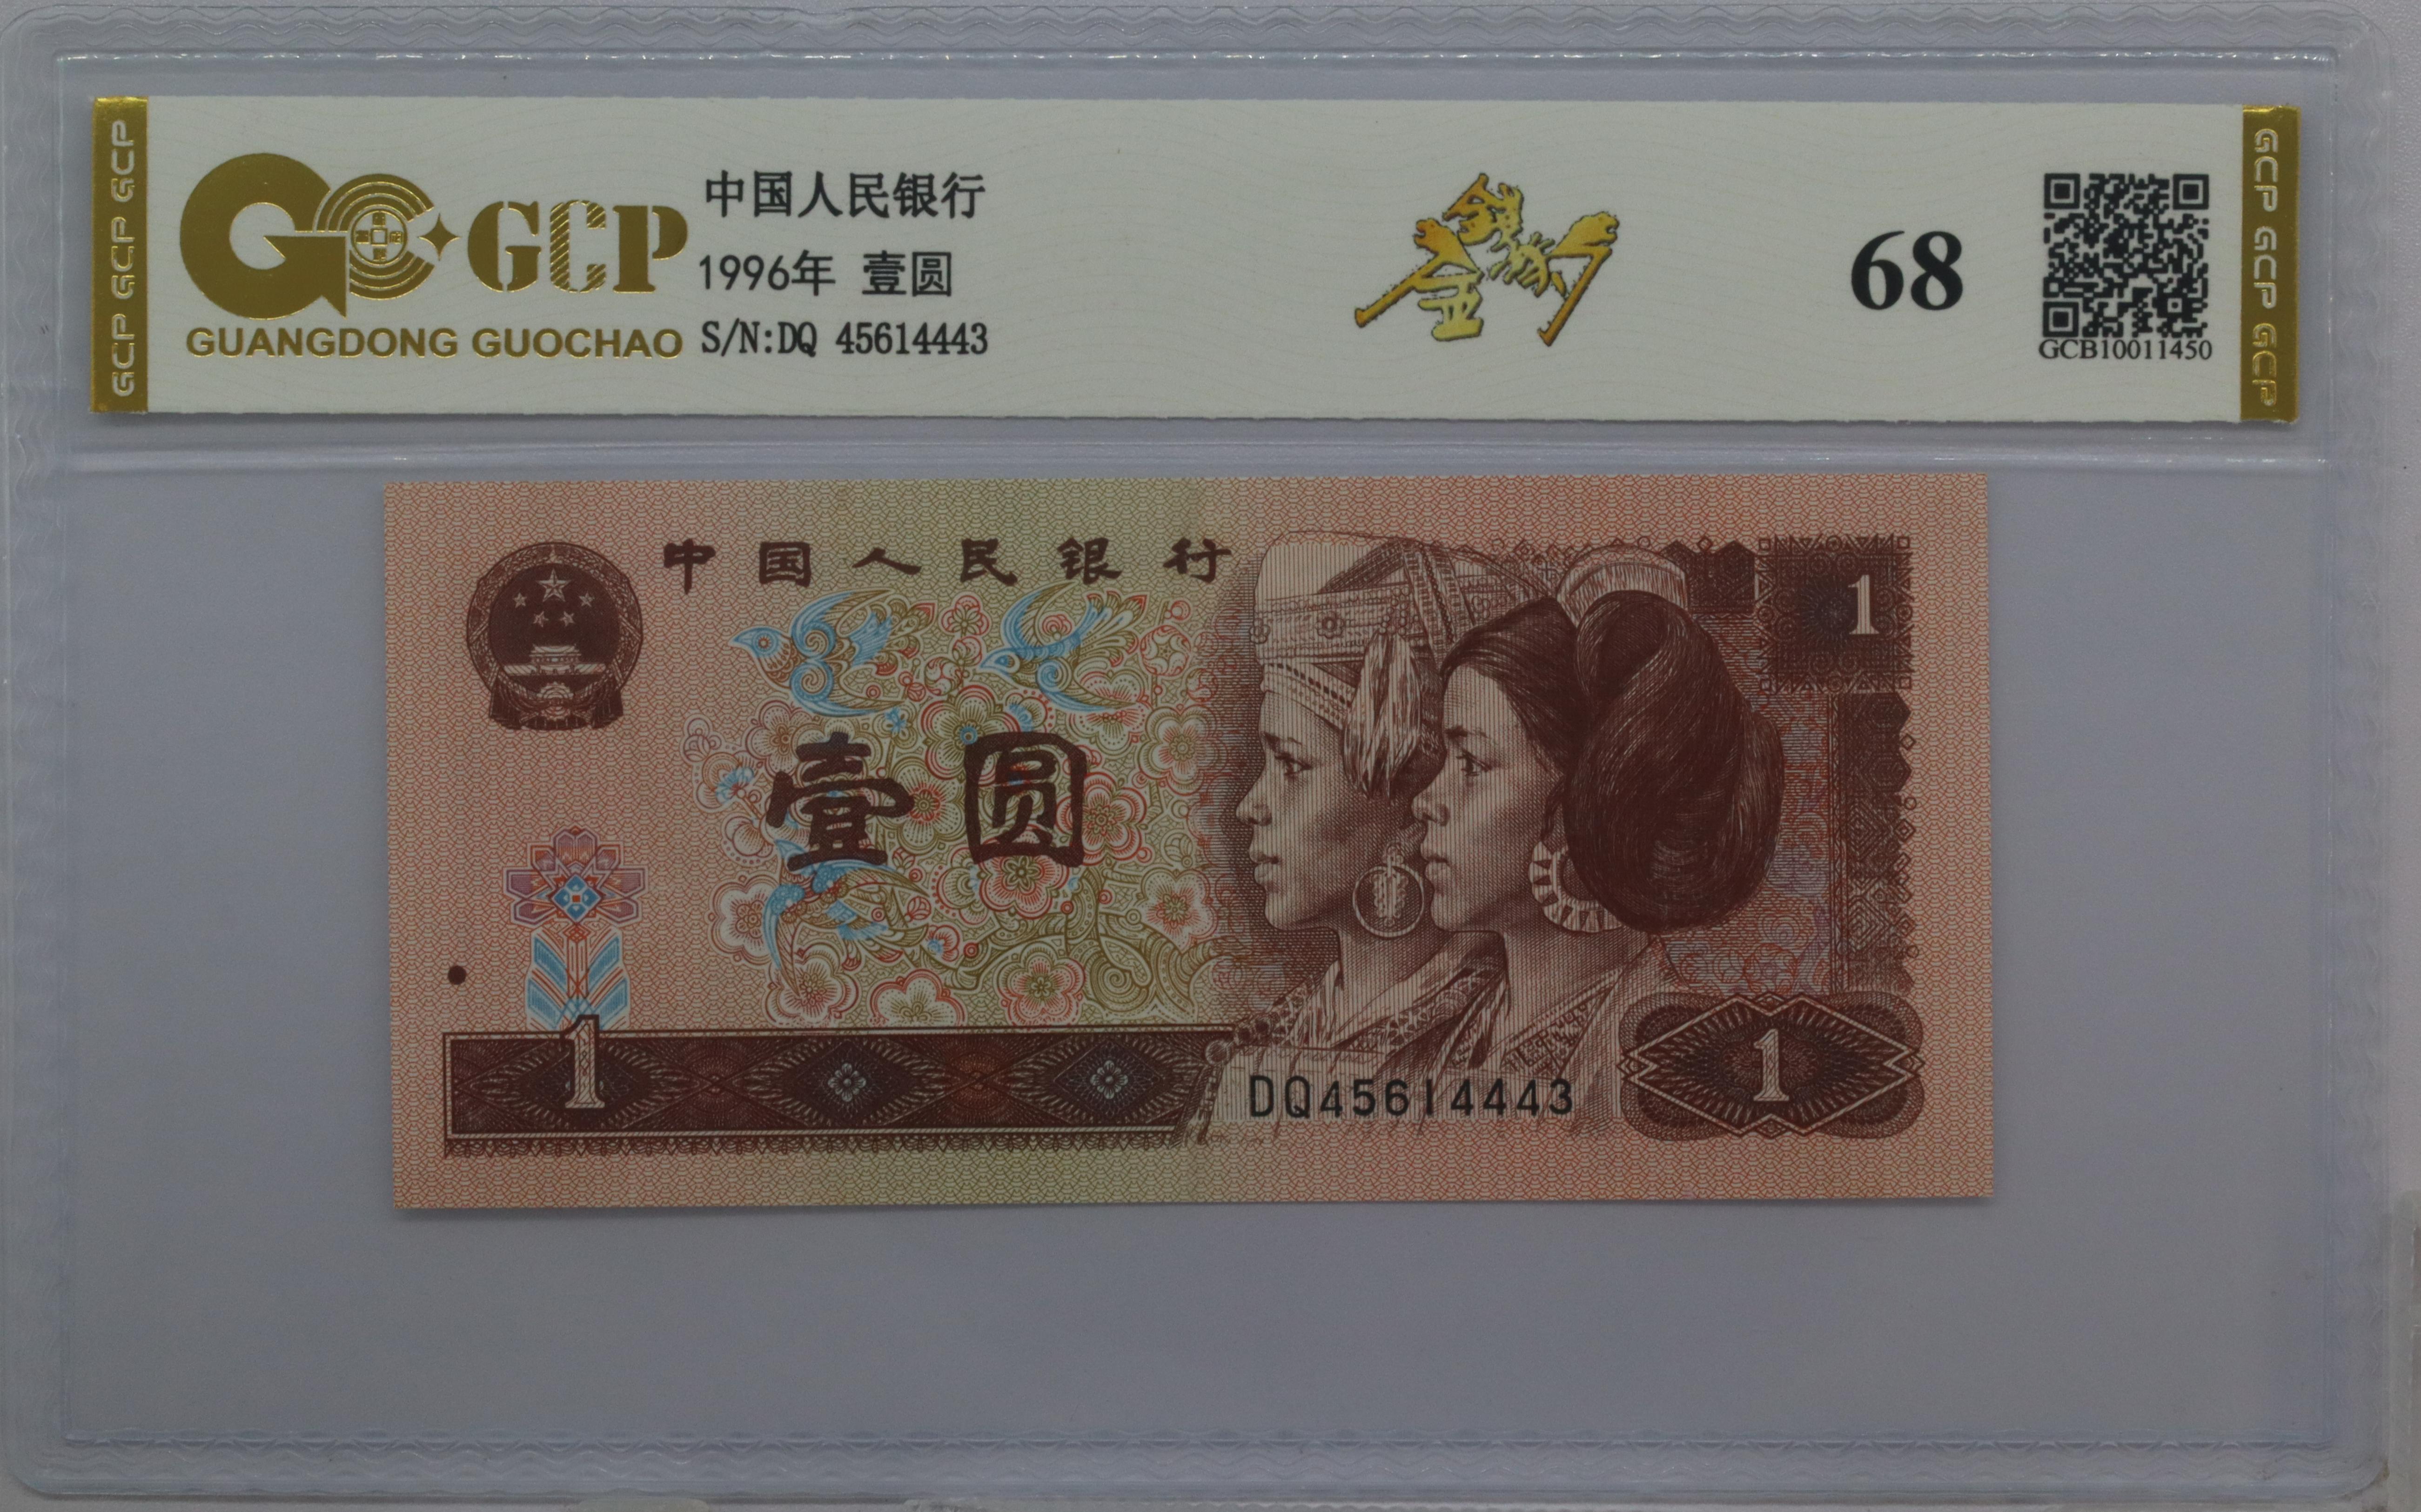 GCP GCP GCP
GCP
GUANGDONG GUOCHAO
中国人民银行
1996年 壹圆
S/N:DQ 45614443
68
GCB10011450
GCP GCP GCP
中国人民银行
1
壹圆
1
DQ45614443
1